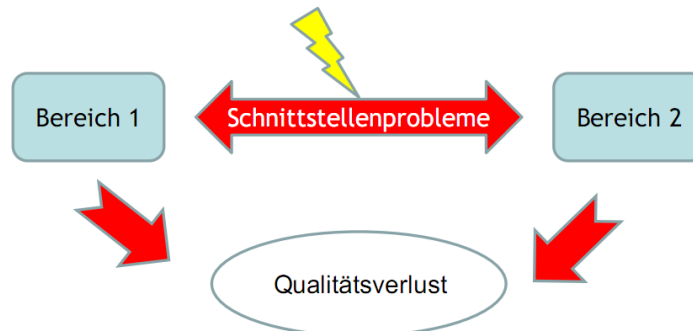 Bereich 1
Schnittstellenprobleme
Bereich 2
Qualitätsverlust